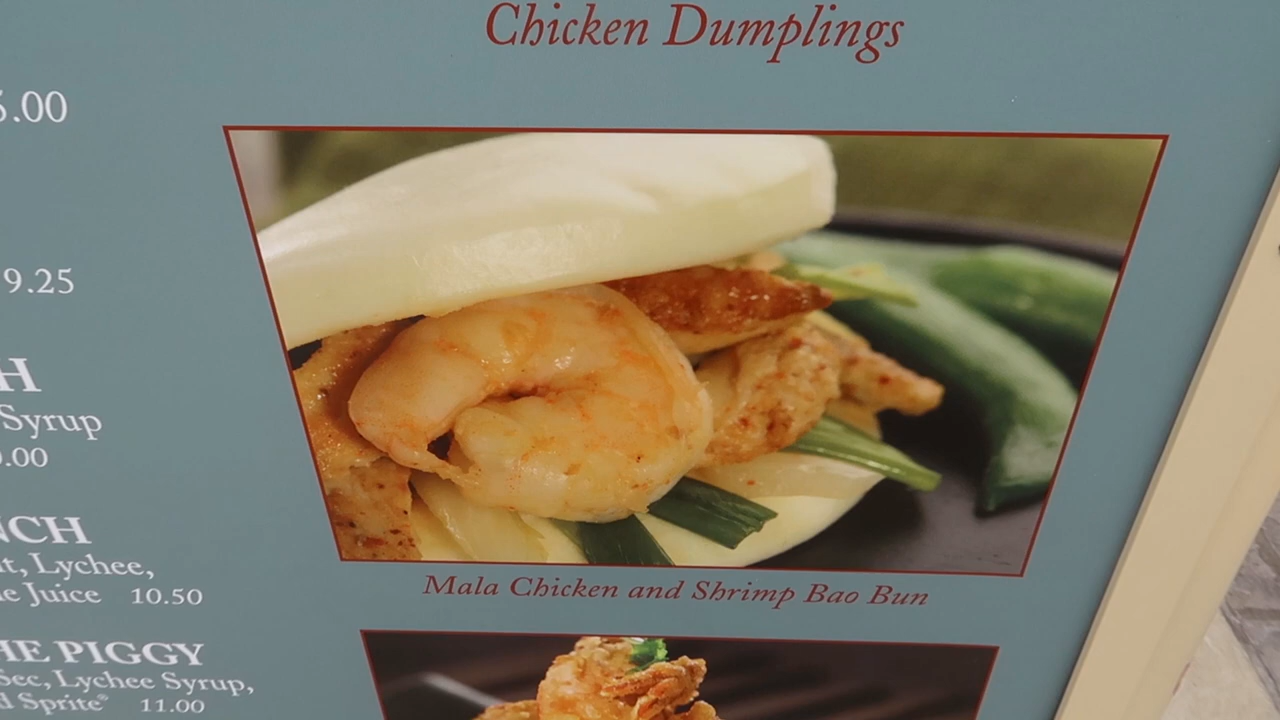 Chicken Dumplings
.00
9.25
H
Syrup
.00
NCH
Lychee,
Juice 10.50
HE PIGGY
Sec, Lychee Syrup,
Sprite® 11.00
Mala Chicken and Shrimp Bao Bun